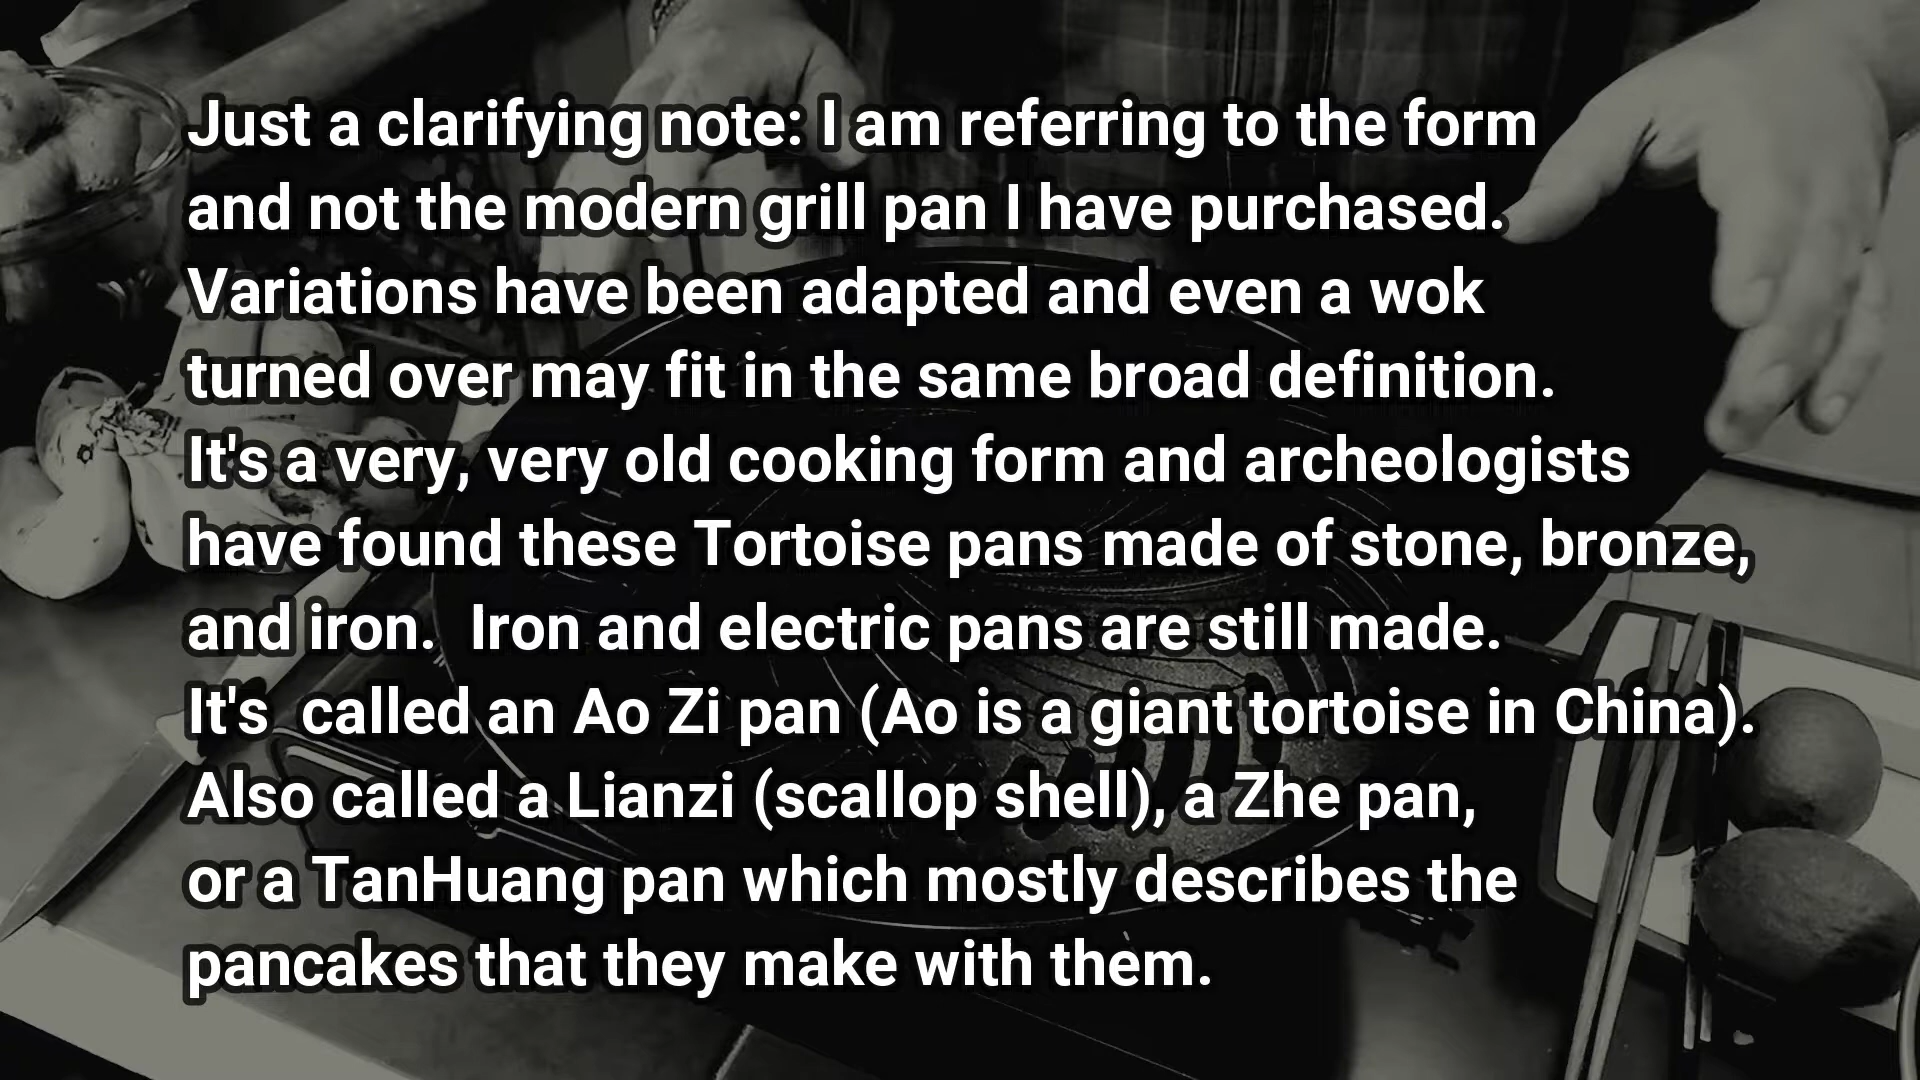 Just a clarifying note: I am referring to the form
and not the modern grill pan I have purchased.
Variations have been adapted and even a wok
turned over may fit in the same broad definition.
It's a very, very old cooking form and archeologists
have found these Tortoise pans made of stone, bronze,
and iron.  Iron and electric pans are still made.
It's  called an Ao Zi pan (Ao is a giant tortoise in China).
Also called a Lianzi (scallop shell), a Zhe pan,
or a TanHuang pan which mostly describes the
pancakes that they make with them.